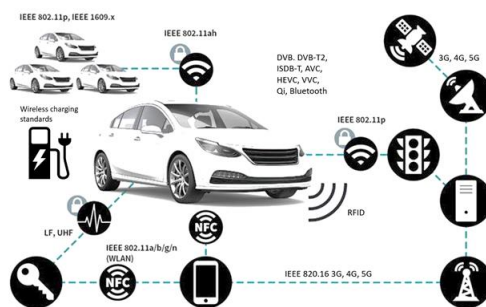 IEEE 802.11p, IEEE 1609.x
IEEE 802.11ah
3G, 4G, 5G
DVB. DVB-T2,
ISDB-T, AVC,
HEVC, VVC,
Qi, Bluetooth
Wireless charging
standards
IEEE 802.11p
RFID
LF, UHF
NFC
IEEE 802.11a/b/g/n
(WLAN)
NFC
IEEE 820.16 3G, 4G, 5G